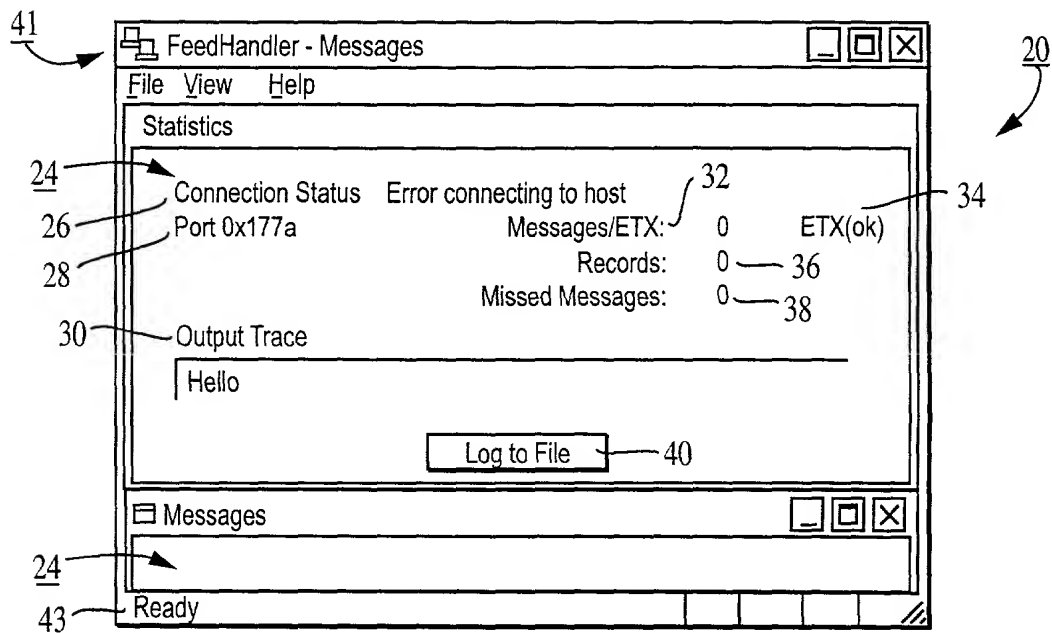 41
FeedHandler - Messages
20
File View Help
Statistics
24
Connection Status Error connecting to host
32
34
26
Port 0x177a
Messages/ETX: 0 ETX(ok)
28
Records: 0 36
Missed Messages: 0 38
30
Output Trace
Hello
Log to File 40
Messages
24
Ready
43